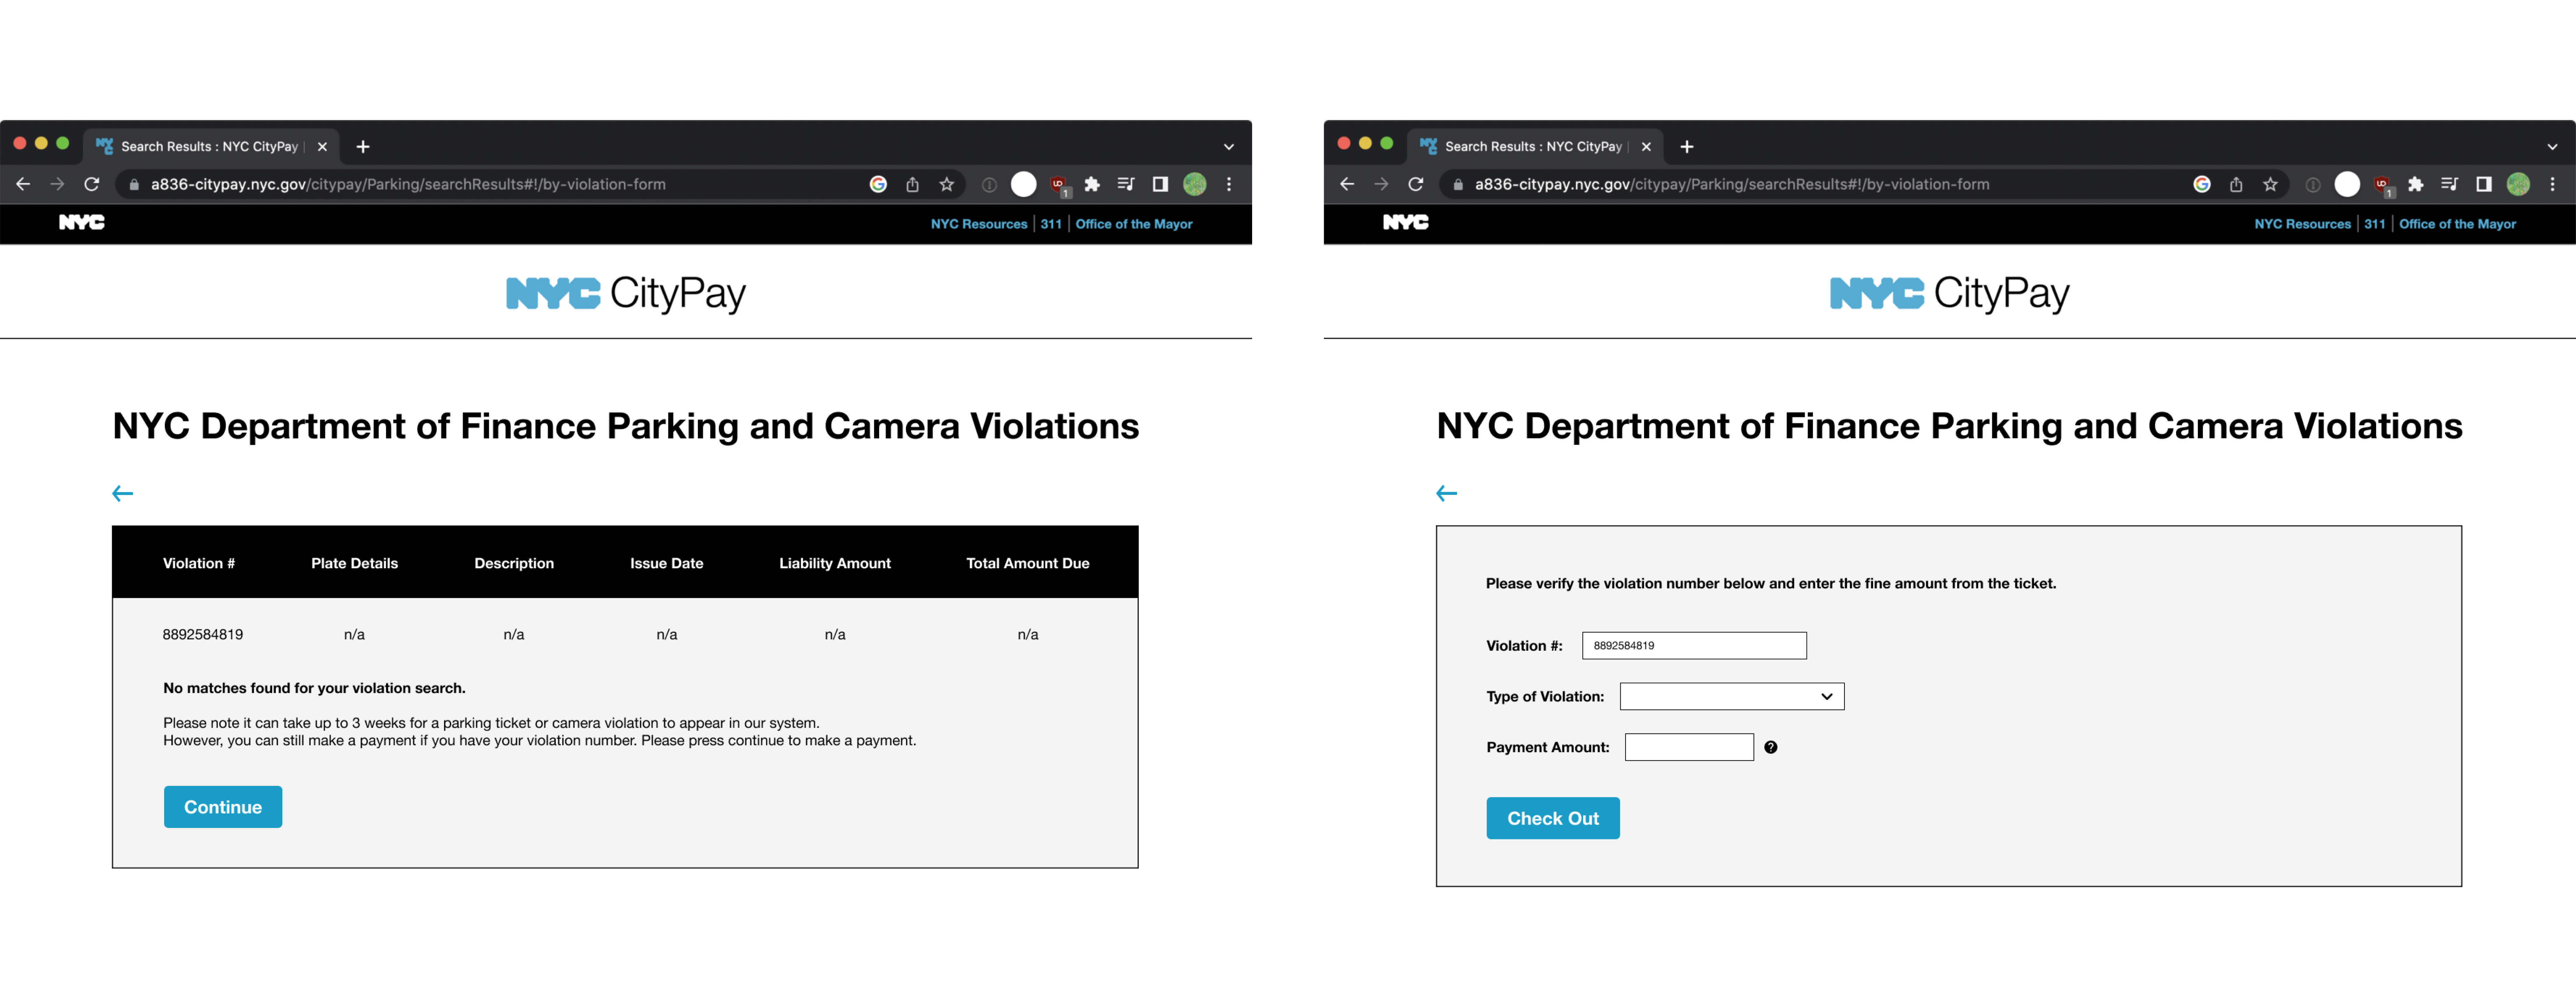 Search Results : NYC CityPay
a836-citypay.nyc.gov/citypay/Parking/searchResults#!/by-violation-form
1
NYC
NYC Resources | 311 | Office of the Mayor
NYC CityPay
NYC Department of Finance Parking and Camera Violations
Violation # Plate Details Description Issue Date Liability Amount Total Amount Due
8892584819 n/a n/a n/a n/a n/a
No matches found for your violation search.
Please note it can take up to 3 weeks for a parking ticket or camera violation to appear in our system.
However, you can still make a payment if you have your violation number. Please press continue to make a payment.
Continue
Search Results : NYC CityPay
a836-citypay.nyc.gov/citypay/Parking/searchResults#!/by-violation-form
1
NYC
NYC Resources | 311 | Office of the Mayor
NYC CityPay
NYC Department of Finance Parking and Camera Violations
Please verify the violation number below and enter the fine amount from the ticket.
Violation #: 8892584819
Type of Violation:
Payment Amount: ?
Check Out